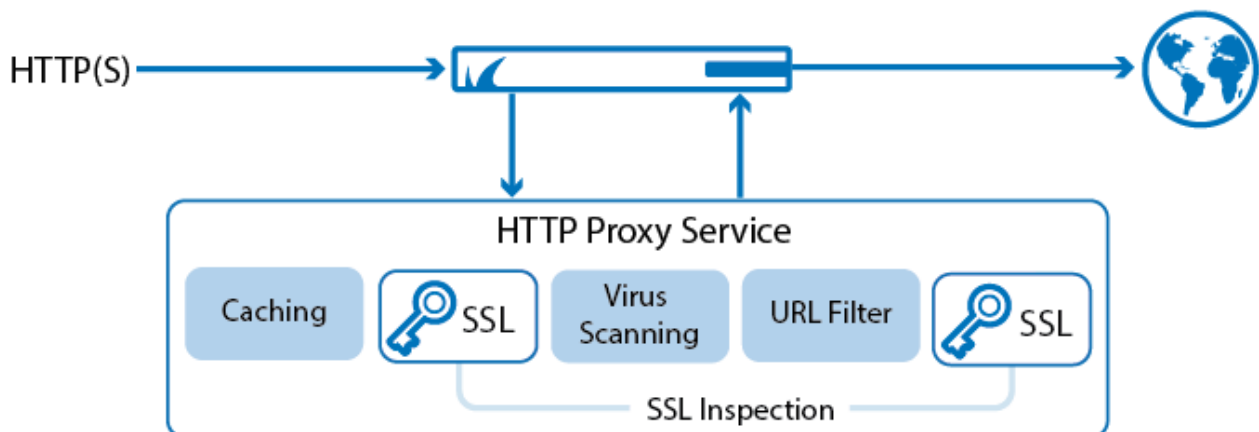 HTTP(S)
HTTP Proxy Service
Caching
SSL
Virus
Scanning
URL Filter
SSL
SSL Inspection